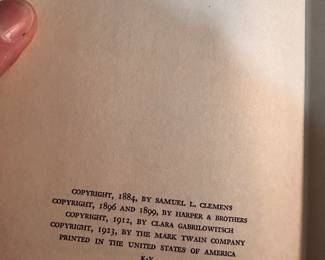 COPYRIGHT, 1884, BY SAMUEL L. CLEMENS
COPYRIGHT, 1896 AND 1899, BY HARPER & BROTHERS
COPYRIGHT, 1912, BY CLARA GABRILOWITSCH
COPYRIGHT, 1923, BY THE MARK TWAIN COMPANY
PRINTED IN THE UNITED STATES OF AMERICA
K-Y